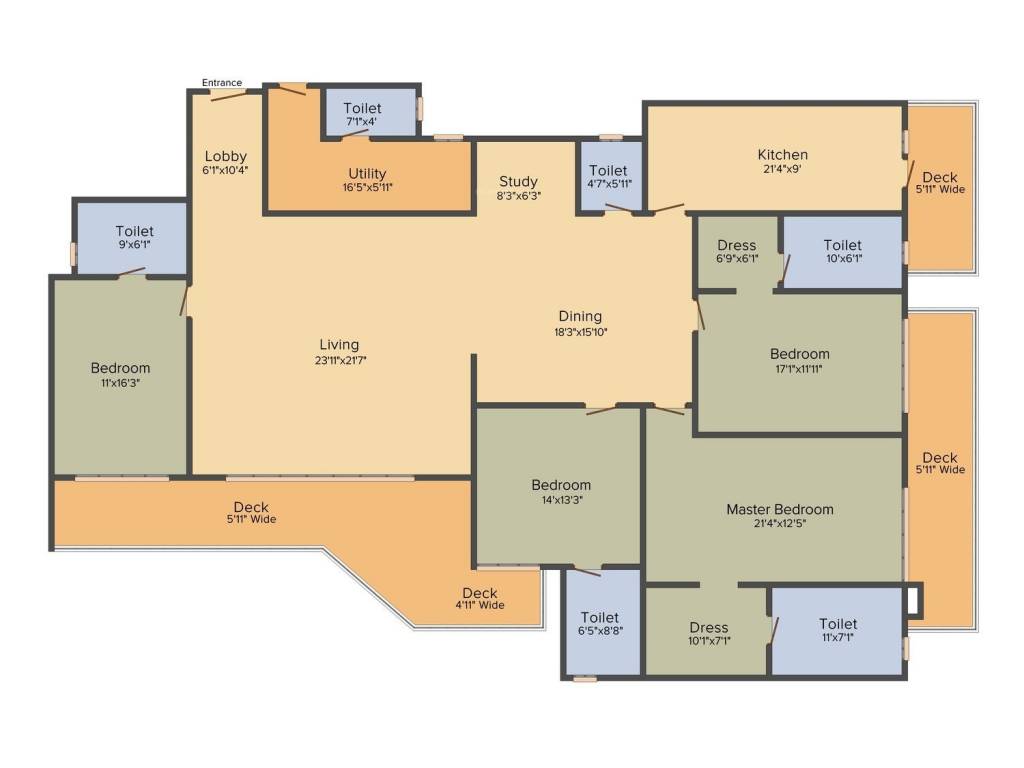 Entrance
Toilet
7'1"x4'
Lobby
6'1"x10'4"
Utility
16'5"x5'11"
Study
8'3"x6'3"
Toilet
4'7"x5'11"
Kitchen
21'4"x9'
Deck
5'11" Wide
Toilet
9'x6'1"
Dress
6'9"x6'1"
Toilet
10'x6'1"
Bedroom
11'x16'3"
Living
23'11"x21'7"
Dining
18'3"x15'10"
Bedroom
17'1"x11'11"
Deck
5'11" Wide
Bedroom
14'x13'3"
Master Bedroom
21'4"x12'5"
Deck
5'11" Wide
Deck
4'11" Wide
Toilet
6'5"x8'8"
Dress
10'1"x7'1"
Toilet
11'x7'1"